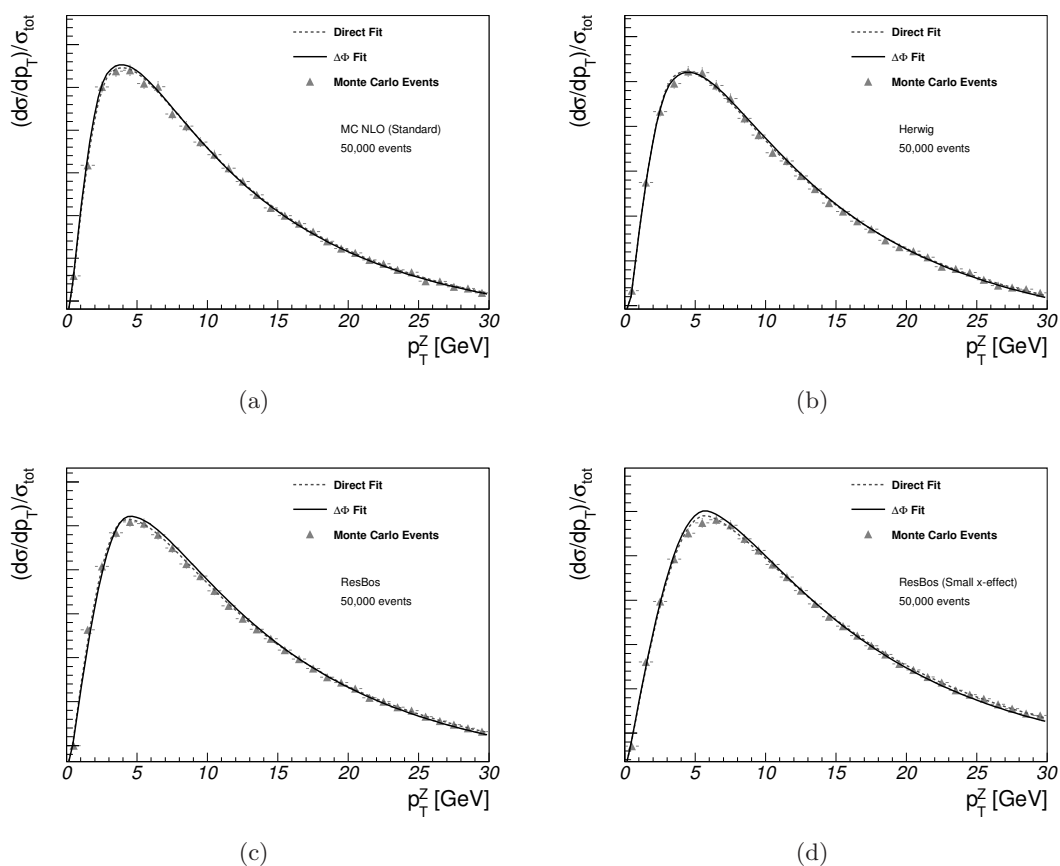 (dσ/dp_T)/σ_tot
Direct Fit
ΔΦ Fit
Monte Carlo Events
MC NLO (Standard)
50,000 events
0 5 10 15 20 25 30
p_T^Z [GeV]
(a)
(dσ/dp_T)/σ_tot
Direct Fit
ΔΦ Fit
Monte Carlo Events
Herwig
50,000 events
0 5 10 15 20 25 30
p_T^Z [GeV]
(b)
(dσ/dp_T)/σ_tot
Direct Fit
ΔΦ Fit
Monte Carlo Events
ResBos
50,000 events
0 5 10 15 20 25 30
p_T^Z [GeV]
(c)
(dσ/dp_T)/σ_tot
Direct Fit
ΔΦ Fit
Monte Carlo Events
ResBos (Small x-effect)
50,000 events
0 5 10 15 20 25 30
p_T^Z [GeV]
(d)